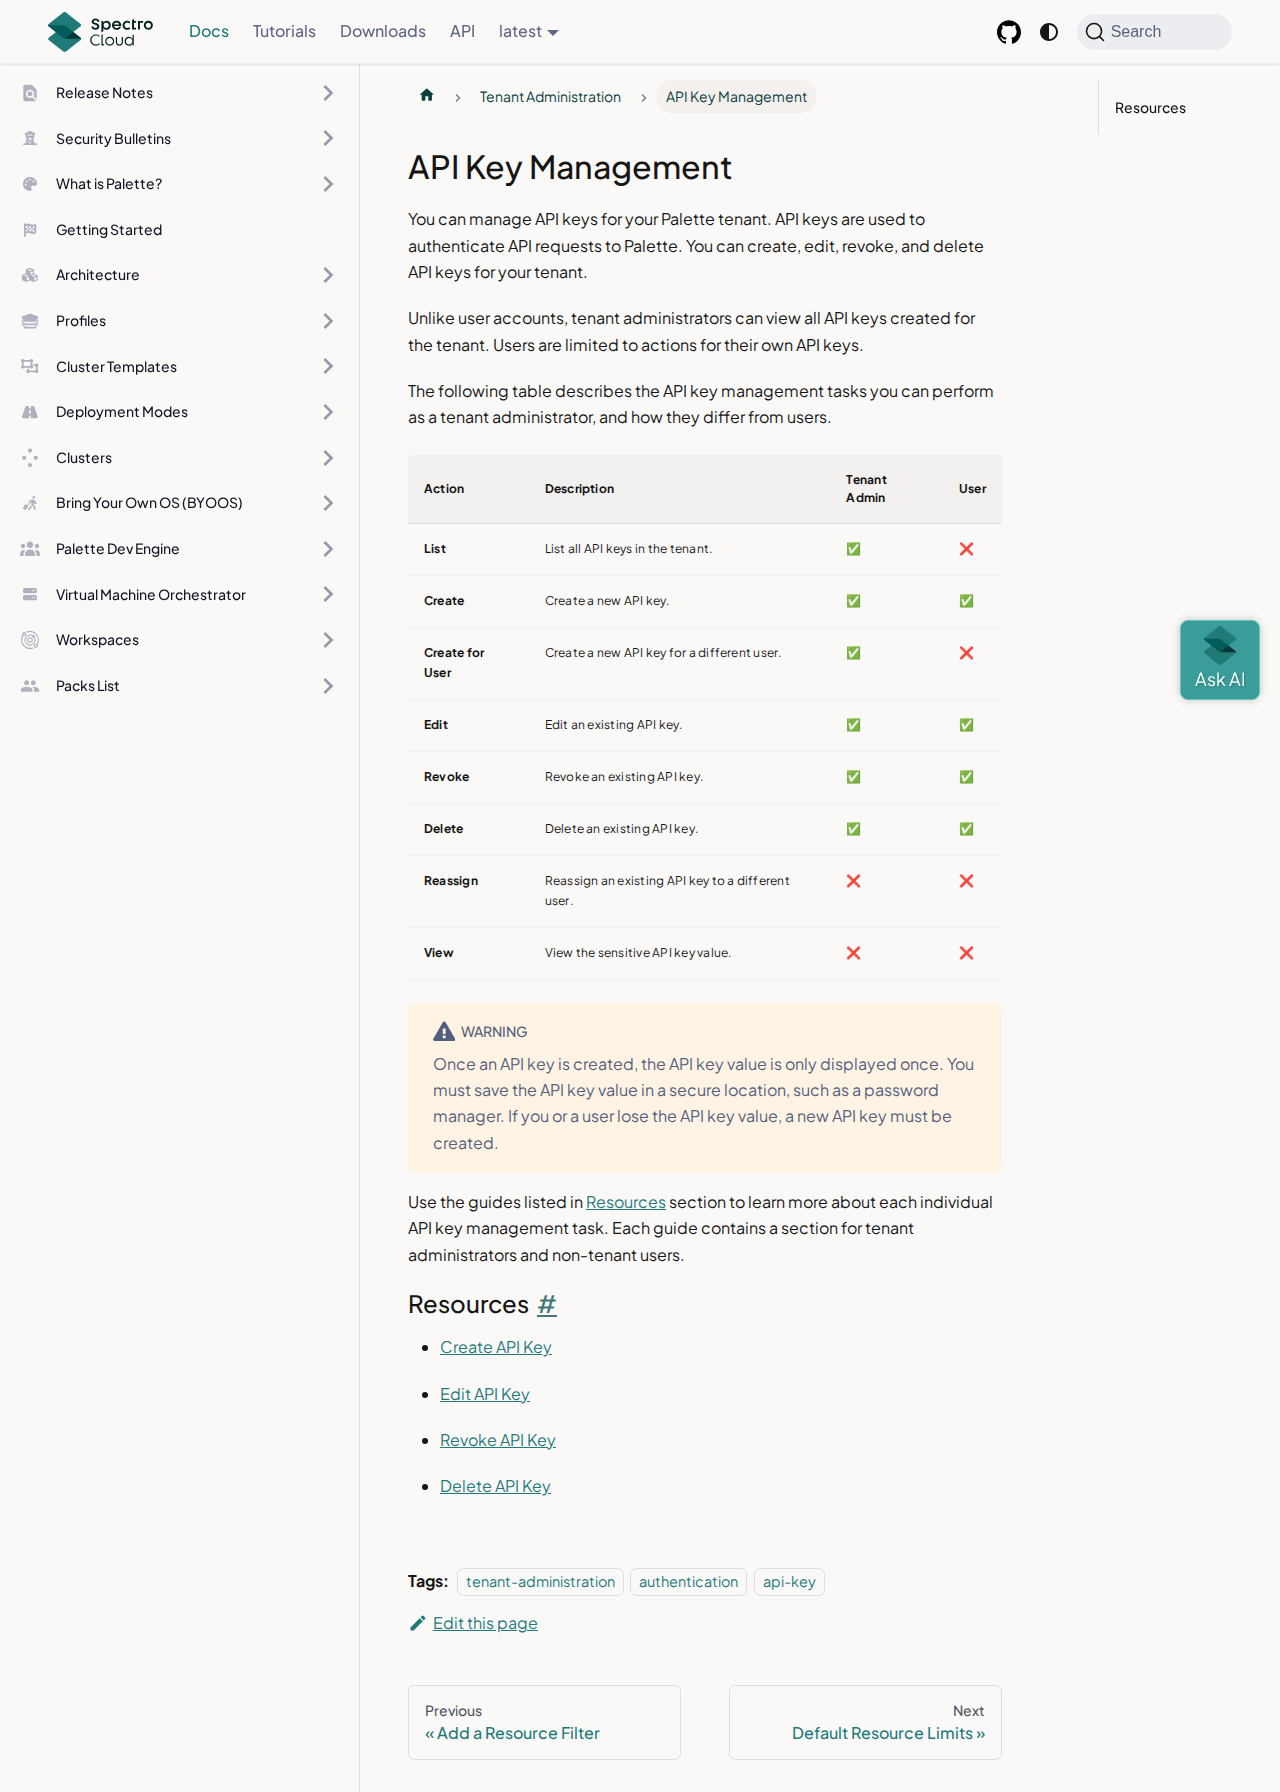 Spectro
Cloud
Docs
Tutorials
Downloads
API
latest
Search
Release Notes
Security Bulletins
What is Palette?
Getting Started
Architecture
Profiles
Cluster Templates
Deployment Modes
Clusters
Bring Your Own OS (BYOOS)
Palette Dev Engine
Virtual Machine Orchestrator
Workspaces
Packs List
Tenant Administration
API Key Management
Resources
API Key Management
You can manage API keys for your Palette tenant. API keys are used to
authenticate API requests to Palette. You can create, edit, revoke, and delete
API keys for your tenant.
Unlike user accounts, tenant administrators can view all API keys created for
the tenant. Users are limited to actions for their own API keys.
The following table describes the API key management tasks you can perform
as a tenant administrator, and how they differ from users.
Action Description Tenant Admin User
List List all API keys in the tenant. ✅ ❌
Create Create a new API key. ✅ ✅
Create for User Create a new API key for a different user. ✅ ❌
Edit Edit an existing API key. ✅ ✅
Revoke Revoke an existing API key. ✅ ✅
Delete Delete an existing API key. ✅ ✅
Reassign Reassign an existing API key to a different user. ❌ ❌
View View the sensitive API key value. ❌ ❌
Ask AI
WARNING
Once an API key is created, the API key value is only displayed once. You
must save the API key value in a secure location, such as a password
manager. If you or a user lose the API key value, a new API key must be
created.
Use the guides listed in Resources section to learn more about each individual
API key management task. Each guide contains a section for tenant
administrators and non-tenant users.
Resources #
Create API Key
Edit API Key
Revoke API Key
Delete API Key
Tags: tenant-administration authentication api-key
Edit this page
Previous
« Add a Resource Filter
Next
Default Resource Limits »